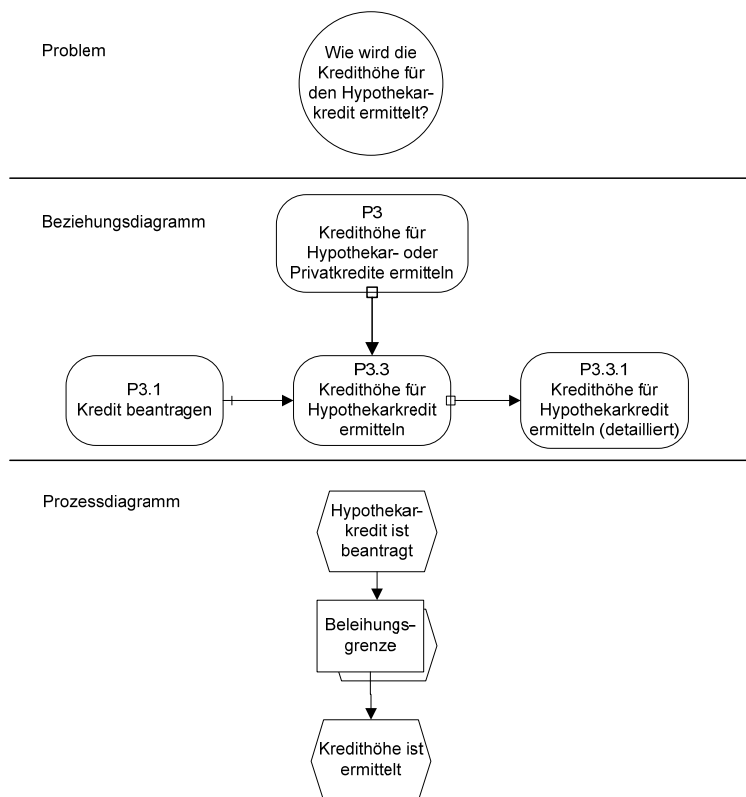 Problem
Wie wird die
Kredithöhe für
den Hypothekar-
kredit ermittelt?
Beziehungsdiagramm
P3
Kredithöhe für
Hypothekar- oder
Privatkredite ermitteln
P3.1
Kredit beantragen
P3.3
Kredithöhe für
Hypothekarkredit
ermitteln
P3.3.1
Kredithöhe für
Hypothekarkredit
ermitteln (detailliert)
Prozessdiagramm
Hypothekar-
kredit ist
beantragt
Beleihungs-
grenze
Kredithöhe ist
ermittelt